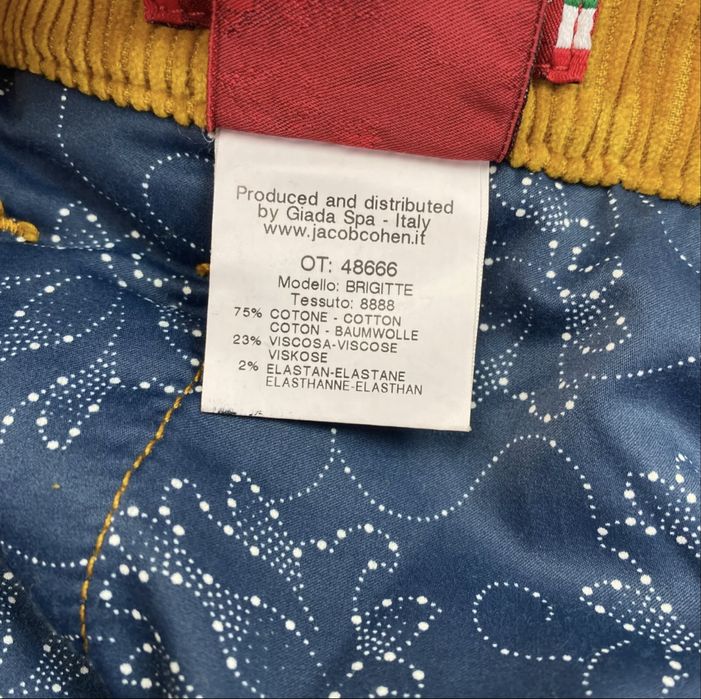 Produced and distributed
by Giada Spa - Italy
www.jacobcohen.it
OT: 48666
Modello: BRIGITTE
Tessuto: 8888
75% COTONE - COTTON
COTON - BAUMWOLLE
23% VISCOSA-VISCOSE
VISKOSE
2% ELASTAN-ELASTANE
ELASTHANNE-ELASTHAN